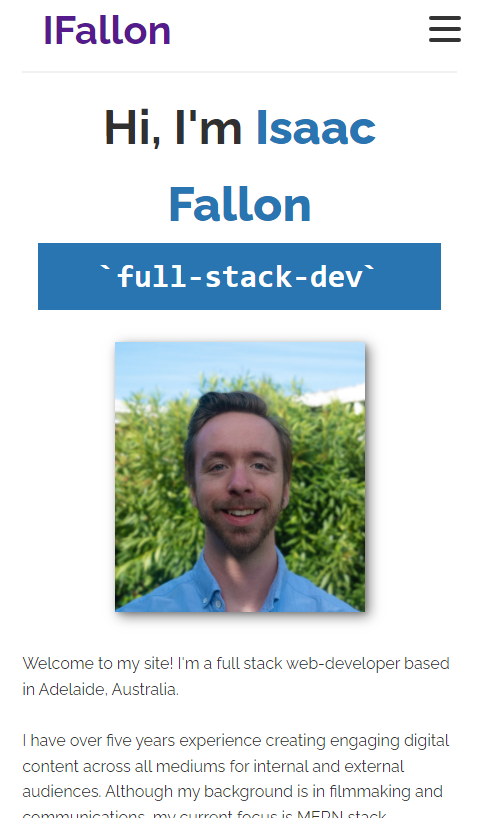 IFallon
Hi, I'm Isaac
Fallon
`full-stack-dev`
Welcome to my site! I'm a full stack web-developer based
in Adelaide, Australia.
I have over five years experience creating engaging digital
content across all mediums for internal and external
audiences. Although my background is in filmmaking and
communications, my current focus is MERN stack